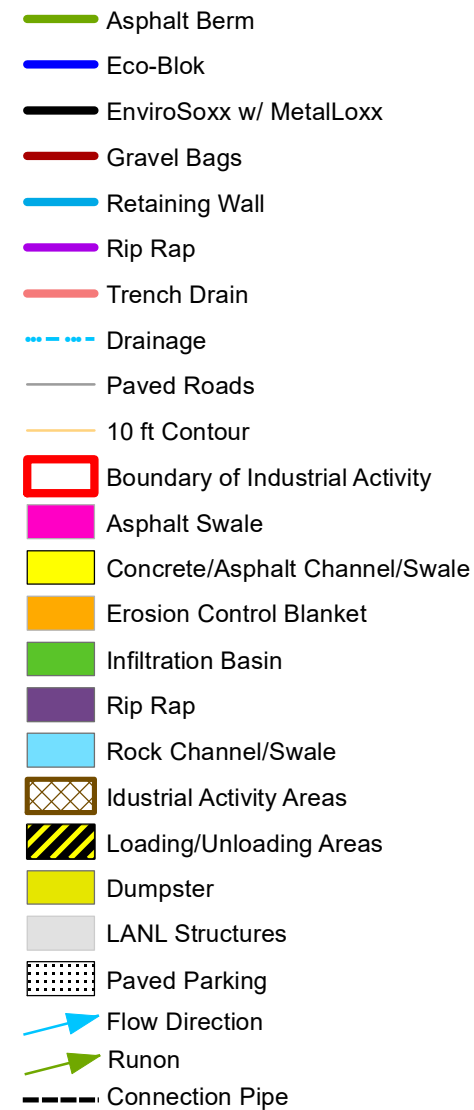 Asphalt Berm
Eco-Blok
EnviroSoxx w/ MetalLoxx
Gravel Bags
Retaining Wall
Rip Rap
Trench Drain
Drainage
Paved Roads
10 ft Contour
Boundary of Industrial Activity
Asphalt Swale
Concrete/Asphalt Channel/Swale
Erosion Control Blanket
Infiltration Basin
Rip Rap
Rock Channel/Swale
Idustrial Activity Areas
Loading/Unloading Areas
Dumpster
LANL Structures
Paved Parking
Flow Direction
Runon
Connection Pipe